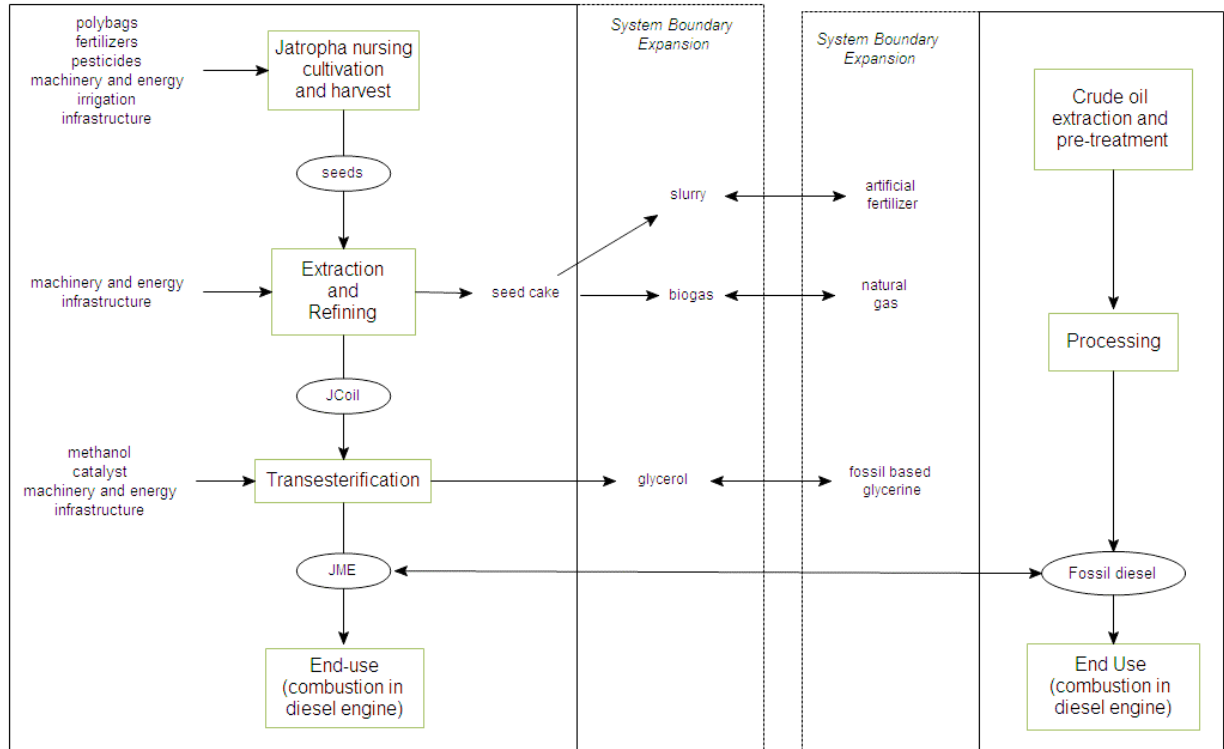 polybags
fertilizers
pesticides
machinery and energy
irrigation
infrastructure
Jatropha nursing
cultivation
and harvest
System Boundary
Expansion
System Boundary
Expansion
Crude oil
extraction and
pre-treatment
seeds
slurry
artificial
fertilizer
machinery and energy
infrastructure
Extraction
and
Refining
seed cake
biogas
natural
gas
Processing
JCoil
methanol
catalyst
machinery and energy
infrastructure
Transesterification
glycerol
fossil based
glycerine
JME
Fossil diesel
End-use
(combustion in
diesel engine)
End Use
(combustion in
diesel engine)